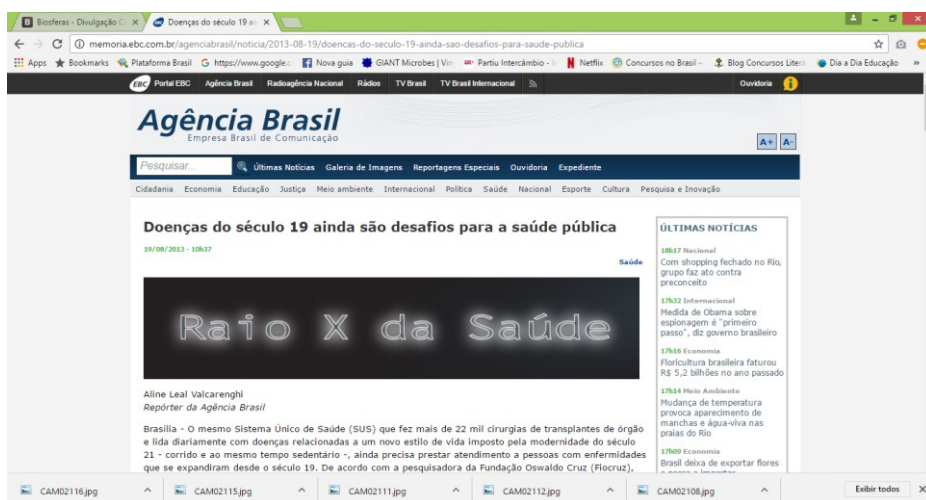 Biosferas - Divulgação C
Doenças do século 19 ai
memoria.ebc.com.br/agenciabrasil/noticia/2013-08-19/doencas-do-seculo-19-ainda-sao-desafios-para-saude-publica
Apps Bookmarks Plataforma Brasil https://www.google.c Nova guia GIANT Microbes | Vin Partiu Intercâmbio - Netflix Concursos no Brasil - Blog Concursos Literá Dia a Dia Educação »
EBC Portal EBC Agência Brasil Radioagência Nacional Rádios TV Brasil TV Brasil Internacional Ouvidoria
Agência Brasil
Empresa Brasil de Comunicação
A+ A-
Pesquisar... Últimas Notícias Galeria de Imagens Reportagens Especiais Ouvidoria Expediente
Cidadania Economia Educação Justiça Meio ambiente Internacional Política Saúde Nacional Esporte Cultura Pesquisa e Inovação
Doenças do século 19 ainda são desafios para a saúde pública
19/08/2013 - 10h37
Saúde
Raio X da Saúde
Aline Leal Valcarenghi
Repórter da Agência Brasil
Brasília - O mesmo Sistema Único de Saúde (SUS) que fez mais de 22 mil cirurgias de transplantes de órgão
e lida diariamente com doenças relacionadas a um novo estilo de vida imposto pela modernidade do século
21 - corrido e ao mesmo tempo sedentário -, ainda precisa prestar atendimento a pessoas com enfermidades
que se expandiram desde o século 19. De acordo com a pesquisadora da Fundação Oswaldo Cruz (Fiocruz),
ÚLTIMAS NOTÍCIAS
18h17 Nacional
Com shopping fechado no Rio,
grupo faz ato contra
preconceito
17h32 Internacional
Medida de Obama sobre
espionagem é "primeiro
passo", diz governo brasileiro
17h16 Economia
Floricultura brasileira faturou
R$ 5,2 bilhões no ano passado
17h14 Meio Ambiente
Mudança de temperatura
provoca aparecimento de
manchas e água-viva nas
praias do Rio
17h09 Economia
Brasil deixa de exportar flores
e passa a importar
CAM02116.jpg CAM02115.jpg CAM02111.jpg CAM02112.jpg CAM02108.jpg Exibir todos